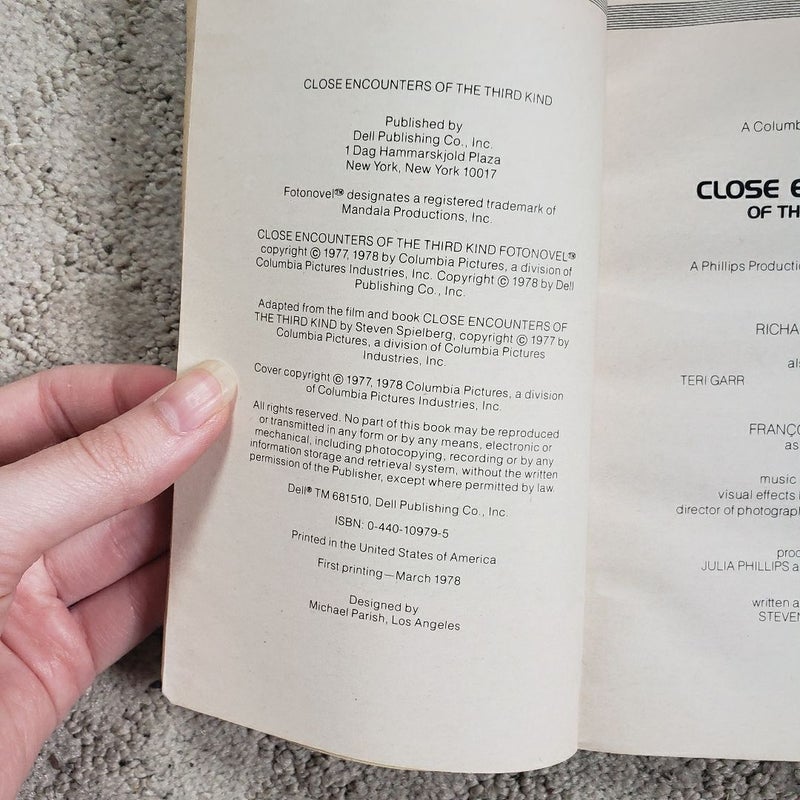 CLOSE ENCOUNTERS OF THE THIRD KIND
Published by
Dell Publishing Co., Inc.
1 Dag Hammarskjold Plaza
New York, New York 10017
Fotonovel™ designates a registered trademark of
Mandala Productions, Inc.
CLOSE ENCOUNTERS OF THE THIRD KIND FOTONOVEL™
copyright © 1977, 1978 by Columbia Pictures, a division of
Columbia Pictures Industries, Inc. Copyright © 1978 by Dell
Publishing Co., Inc.
Adapted from the film and book CLOSE ENCOUNTERS OF
THE THIRD KIND by Steven Spielberg, copyright © 1977 by
Columbia Pictures, a division of Columbia Pictures
Industries, Inc.
Cover copyright © 1977, 1978 Columbia Pictures, a division
of Columbia Pictures Industries, Inc.
All rights reserved. No part of this book may be reproduced
or transmitted in any form or by any means, electronic or
mechanical, including photocopying, recording or by any
information storage and retrieval system, without the written
permission of the Publisher, except where permitted by law.
Dell® TM 681510, Dell Publishing Co., Inc.
ISBN: 0-440-10979-5
Printed in the United States of America
First printing—March 1978
Designed by
Michael Parish, Los Angeles
A Columb
CLOSE E
OF TH
A Phillips Productio
RICHA
als
TERI GARR
FRANÇO
as
music
visual effects
director of photograph
proc
JULIA PHILLIPS a
written a
STEVEN